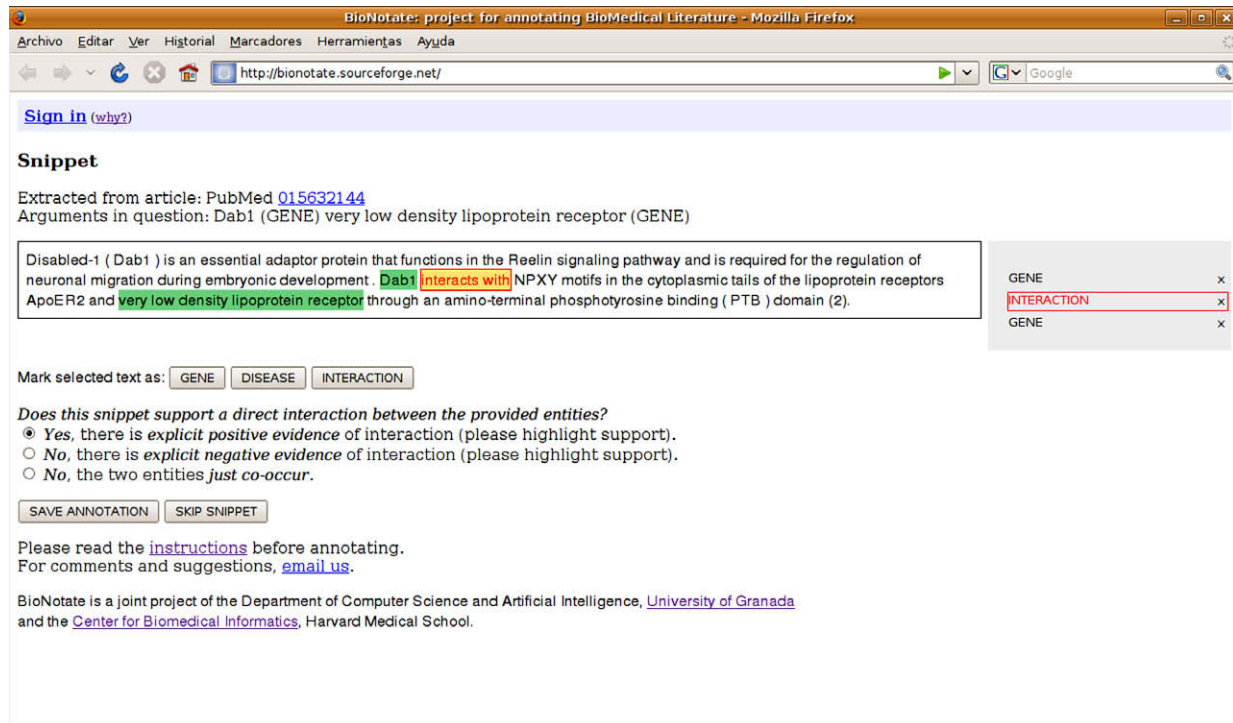 BioNotate: project for annotating BioMedical Literature - Mozilla Firefox
Archivo Editar Ver Historial Marcadores Herramientas Ayuda
http://bionotate.sourceforge.net/ G Google
Sign in (why?)
Snippet
Extracted from article: PubMed 015632144
Arguments in question: Dab1 (GENE) very low density lipoprotein receptor (GENE)
Disabled-1 ( Dab1 ) is an essential adaptor protein that functions in the Reelin signaling pathway and is required for the regulation of
neuronal migration during embryonic development . Dab1 interacts with NPXY motifs in the cytoplasmic tails of the lipoprotein receptors
ApoER2 and very low density lipoprotein receptor through an amino-terminal phosphotyrosine binding ( PTB ) domain (2).
GENE x
INTERACTION x
GENE x
Mark selected text as: GENE DISEASE INTERACTION
Does this snippet support a direct interaction between the provided entities?
Yes, there is explicit positive evidence of interaction (please highlight support).
No, there is explicit negative evidence of interaction (please highlight support).
No, the two entities just co-occur.
SAVE ANNOTATION SKIP SNIPPET
Please read the instructions before annotating.
For comments and suggestions, email us.
BioNotate is a joint project of the Department of Computer Science and Artificial Intelligence, University of Granada
and the Center for Biomedical Informatics, Harvard Medical School.